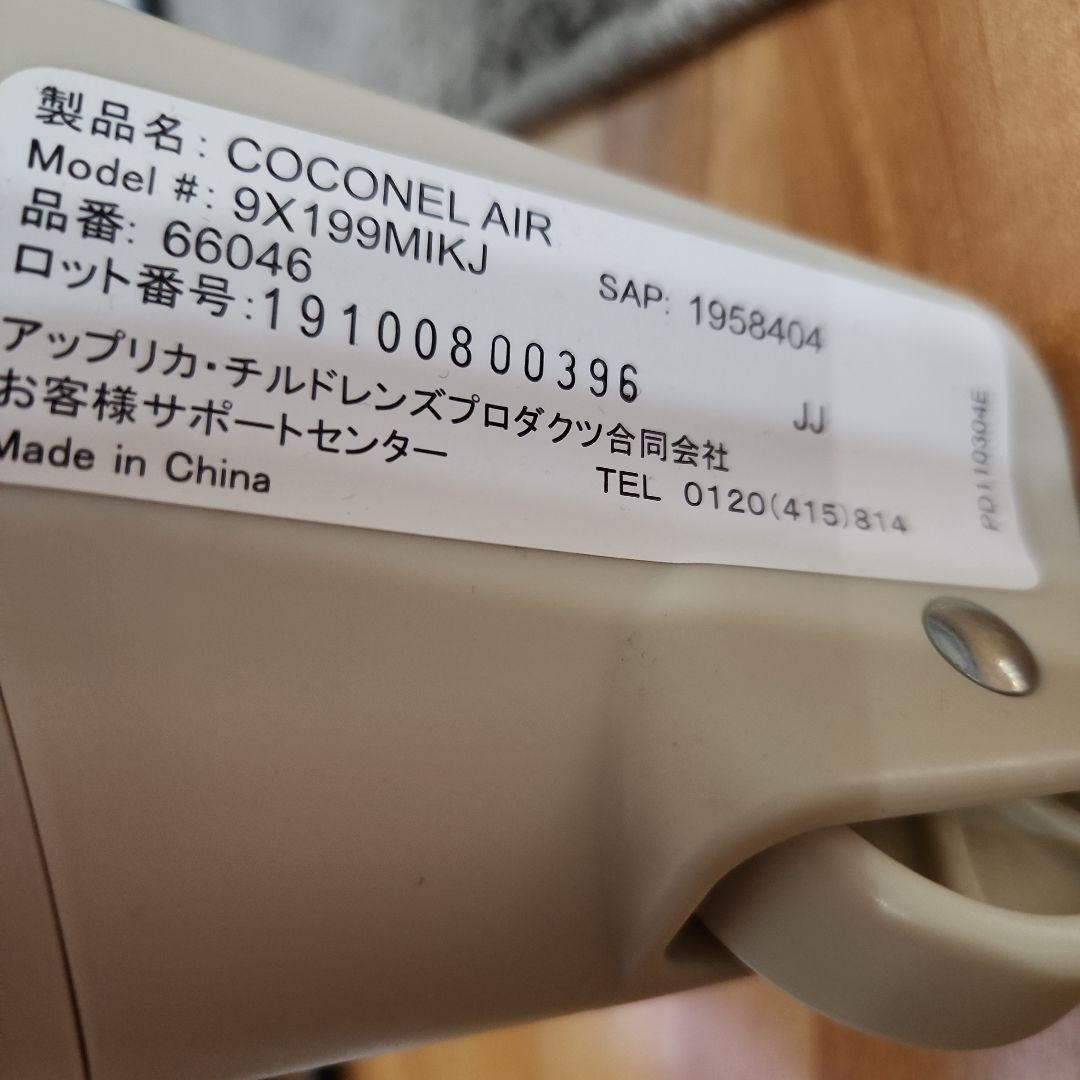 製品名: COCONEL AIR
Model #: 9X199MIKJ
品番: 66046
SAP: 1958404
ロット番号:19100800396
JJ
アップリカ・チルドレンズプロダクツ合同会社
お客様サポートセンター
TEL 0120(415)814
Made in China
PD110304E